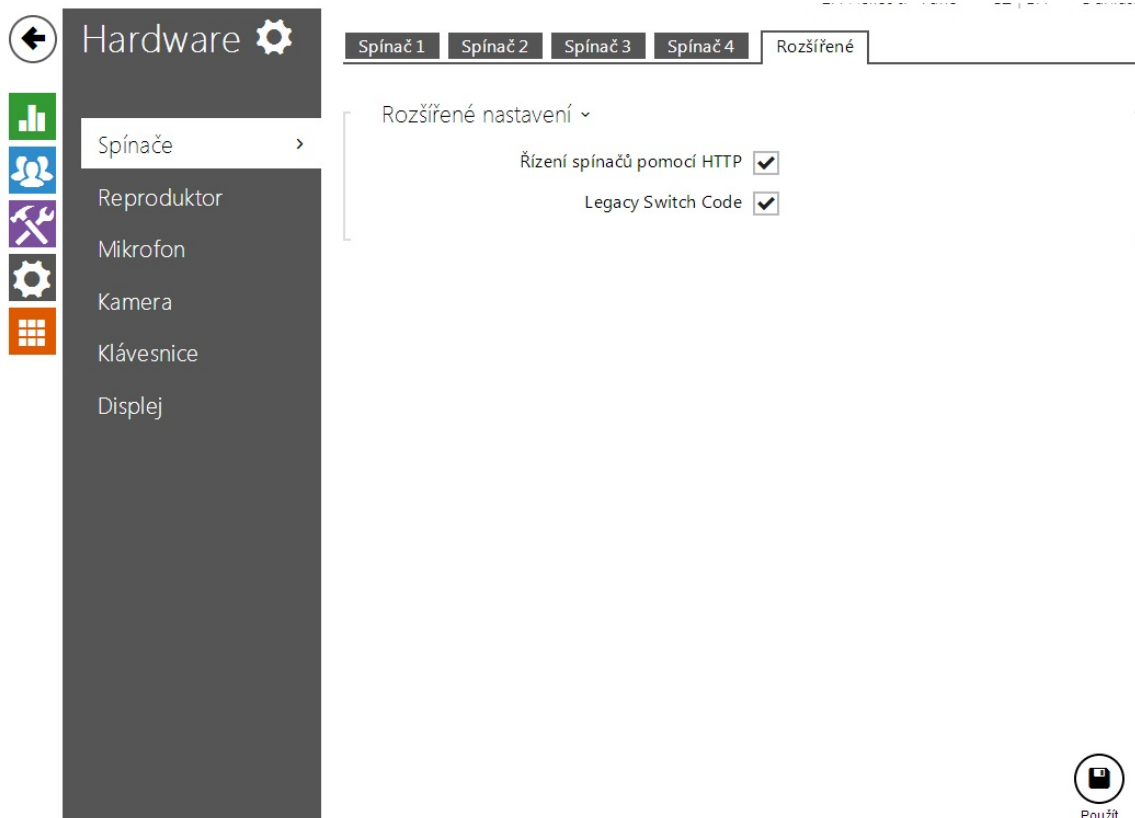 Hardware
Spínač 1
Spínač 2
Spínač 3
Spínač 4
Rozšířené
Spínače
Reproduktor
Mikrofon
Kamera
Klávesnice
Displej
Rozšířené nastavení
Řízení spínačů pomocí HTTP
Legacy Switch Code
Použít